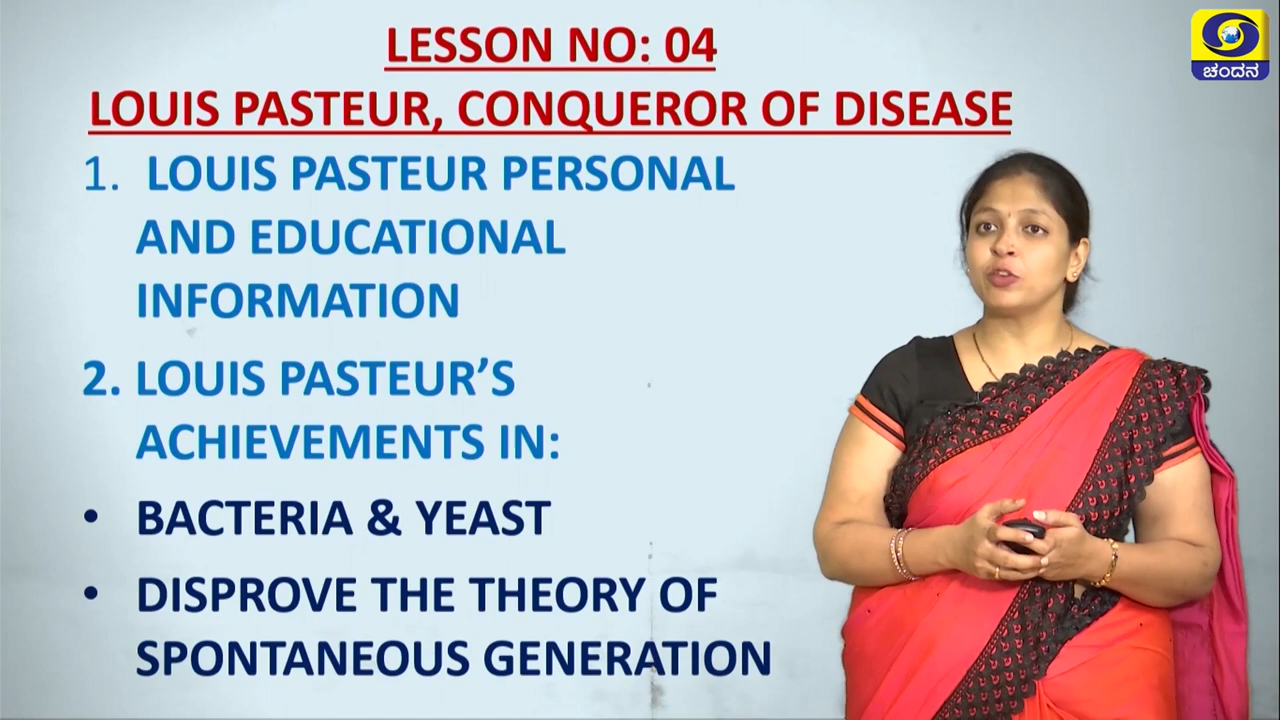 LESSON NO: 04
ಚಂದನ
LOUIS PASTEUR, CONQUEROR OF DISEASE
1. LOUIS PASTEUR PERSONAL
AND EDUCATIONAL
INFORMATION
2. LOUIS PASTEUR’S
ACHIEVEMENTS IN:
• BACTERIA & YEAST
• DISPROVE THE THEORY OF
SPONTANEOUS GENERATION